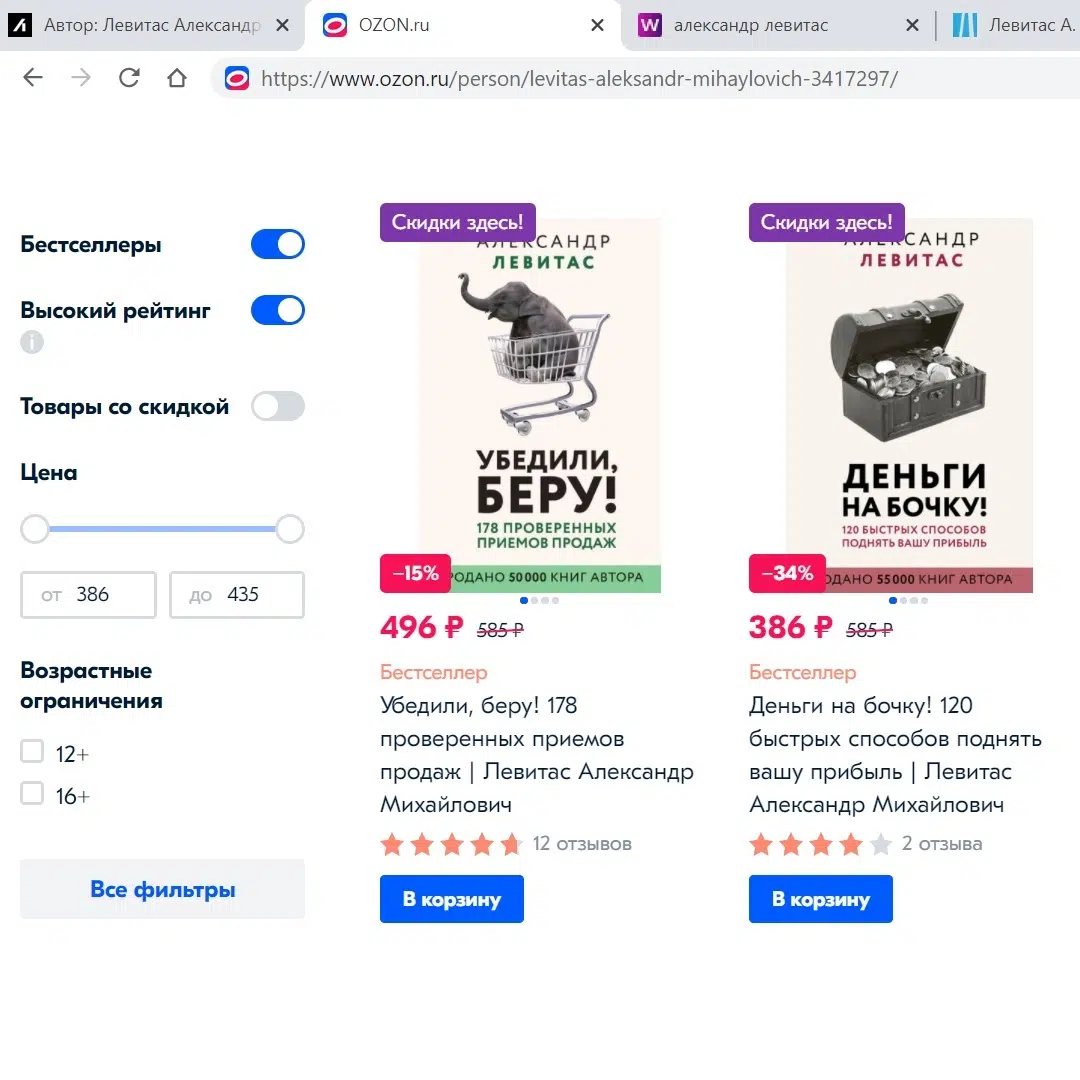 Автор: Левитас Александр
OZON.ru
александр левитас
Левитас А.
https://www.ozon.ru/person/levitas-aleksandr-mihaylovich-3417297/
Бестселлеры
Высокий рейтинг
Товары со скидкой
Цена
от 386
до 435
Возрастные
ограничения
12+
16+
Все фильтры
Скидки здесь!
АЛЕКСАНДР
ЛЕВИТАС
УБЕДИЛИ,
БЕРУ!
178 ПРОВЕРЕННЫХ
ПРИЕМОВ ПРОДАЖ
–15%
РОДАНО 50 000 КНИГ АВТОРА
496 ₽ 585 ₽
Бестселлер
Убедили, беру! 178
проверенных приемов
продаж | Левитас Александр
Михайлович
12 отзывов
В корзину
Скидки здесь!
АЛЕКСАНДР
ЛЕВИТАС
ДЕНЬГИ
НА БОЧКУ!
120 БЫСТРЫХ СПОСОБОВ
ПОДНЯТЬ ВАШУ ПРИБЫЛЬ
–34%
ОДАНО 55 000 КНИГ АВТОРА
386 ₽ 585 ₽
Бестселлер
Деньги на бочку! 120
быстрых способов поднять
вашу прибыль | Левитас
Александр Михайлович
2 отзыва
В корзину